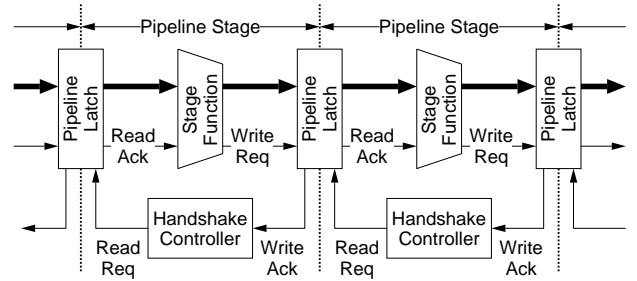 Pipeline Stage
Pipeline Stage
Pipeline
Latch
Stage
Function
Pipeline
Latch
Stage
Function
Pipeline
Latch
Read
Ack
Write
Req
Read
Ack
Write
Req
Handshake
Controller
Handshake
Controller
Read
Req
Write
Ack
Read
Req
Write
Ack